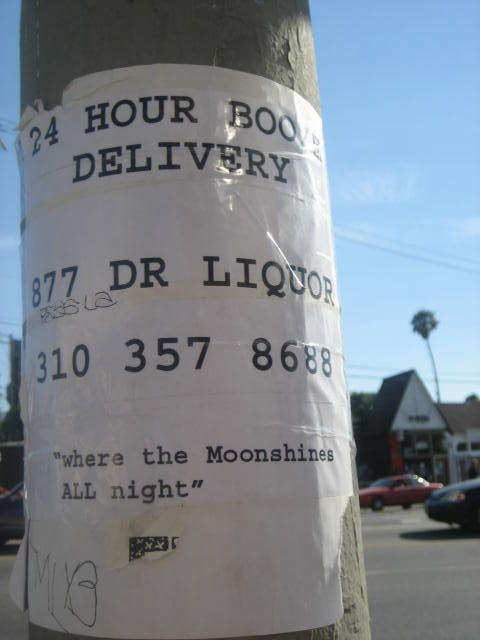 24 HOUR BOOZE
DELIVERY
877 DR LIQUOR
310 357 8688
"where the Moonshines
ALL night"